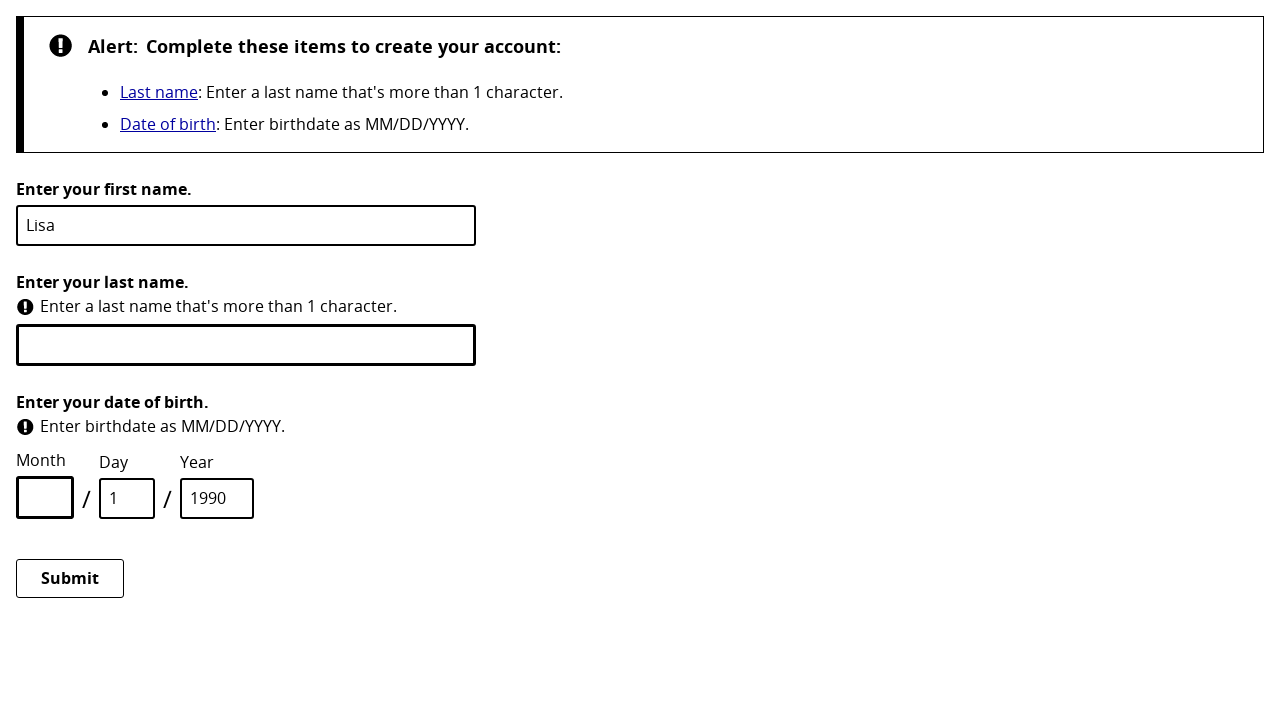 Alert: Complete these items to create your account:
Last name: Enter a last name that's more than 1 character.
Date of birth: Enter birthdate as MM/DD/YYYY.
Enter your first name.
Lisa
Enter your last name.
Enter a last name that's more than 1 character.
Enter your date of birth.
Enter birthdate as MM/DD/YYYY.
Month Day Year
/ 1 / 1990
Submit